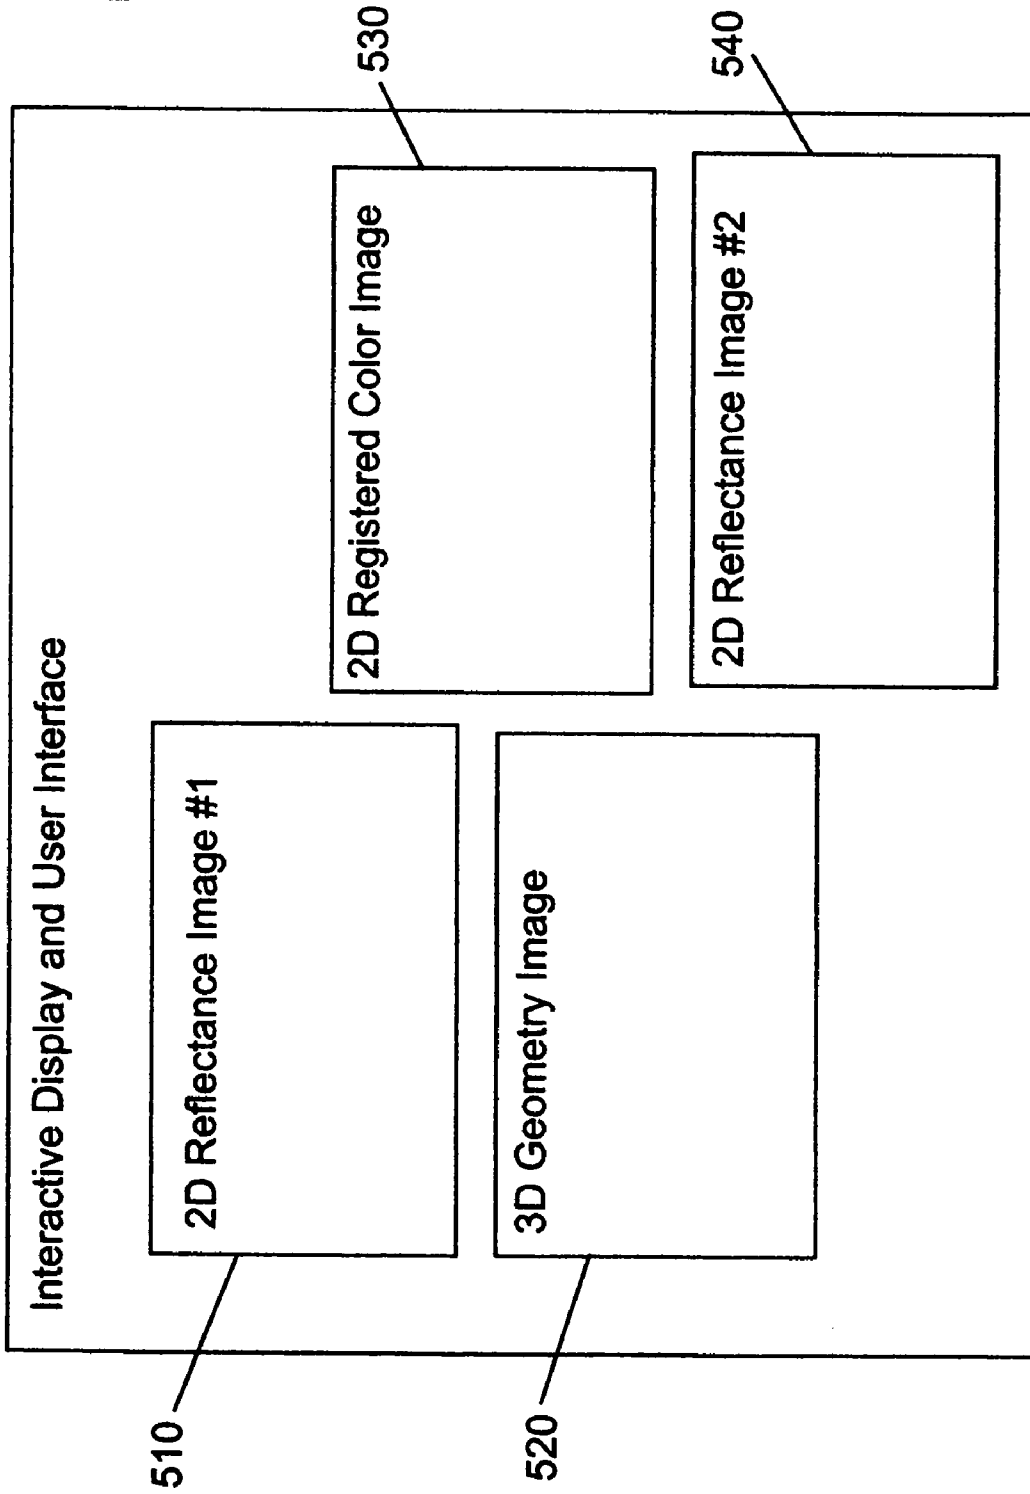 Interactive Display and User Interface
510
2D Reflectance Image #1
520
3D Geometry Image
530
2D Registered Color Image
540
2D Reflectance Image #2